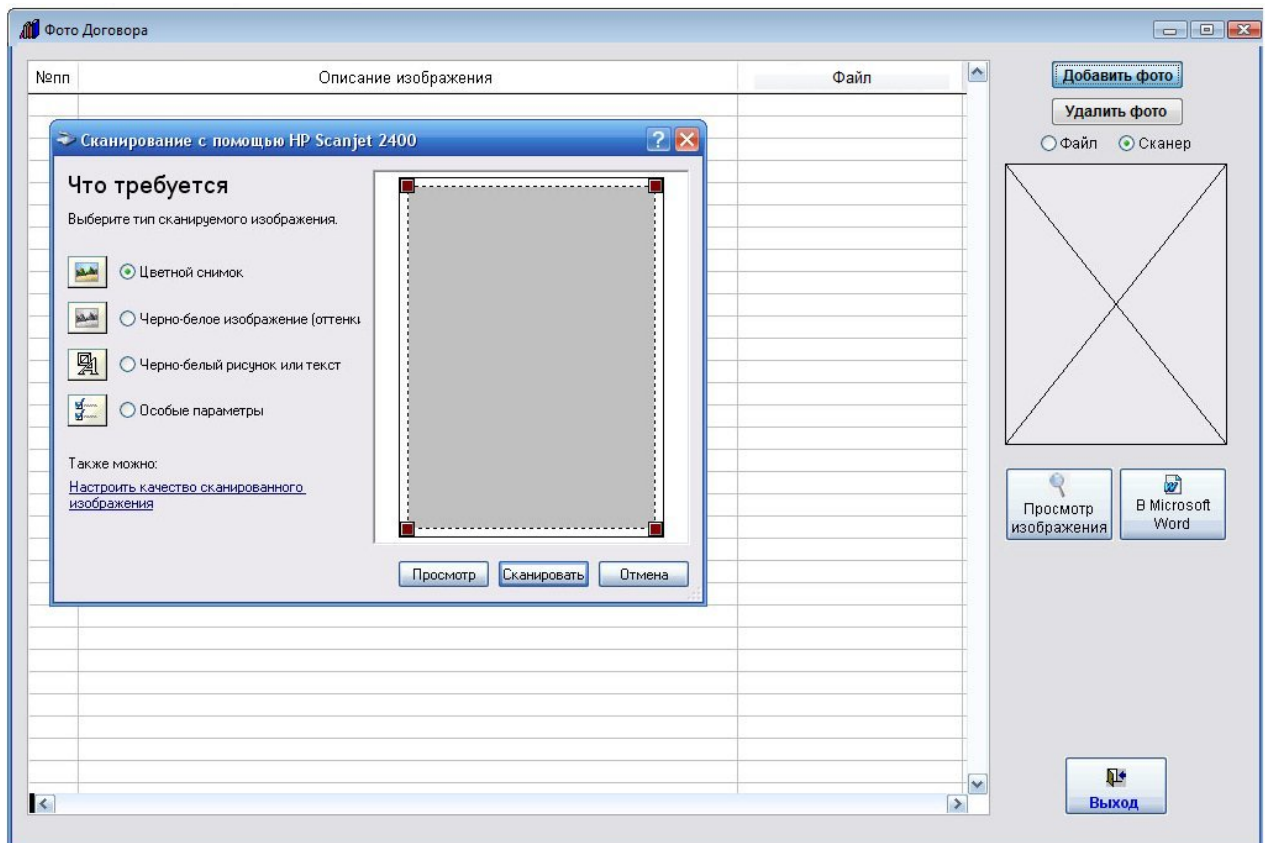 Фото Договора
№пп Описание изображения Файл
Добавить фото
Удалить фото
Файл Сканер
Сканирование с помощью HP Scanjet 2400
Что требуется
Выберите тип сканируемого изображения.
Цветной снимок
Черно-белое изображение (оттенки
Черно-белый рисунок или текст
Особые параметры
Также можно:
Настроить качество сканированного
изображения
Просмотр Сканировать Отмена
Просмотр
изображения
В Microsoft
Word
Выход